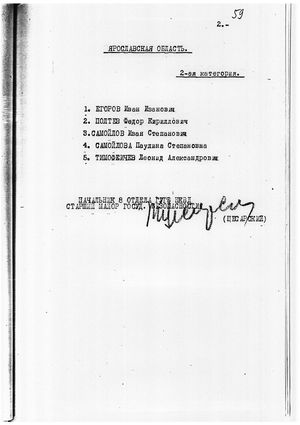 59
2.-
ЯРОСЛАВСКАЯ ОБЛАСТЬ.
2-ая категория.
1. ЕГОРОВ Иван Иванович
2. ПОЛТЕВ Федор Кириллович
3. САМОЙЛОВ Иван Степанович
4. САМОЙЛОВА Паулина Степановна
5. ТИМОФЕИЧЕВ Леонид Александрович
НАЧАЛЬНИК 8 ОТДЕЛА ГУГБ НКВД
СТАРШИЙ МАЙОР ГОСУД. БЕЗОПАСНОСТИ
(ЦЕСАРСКИЙ)